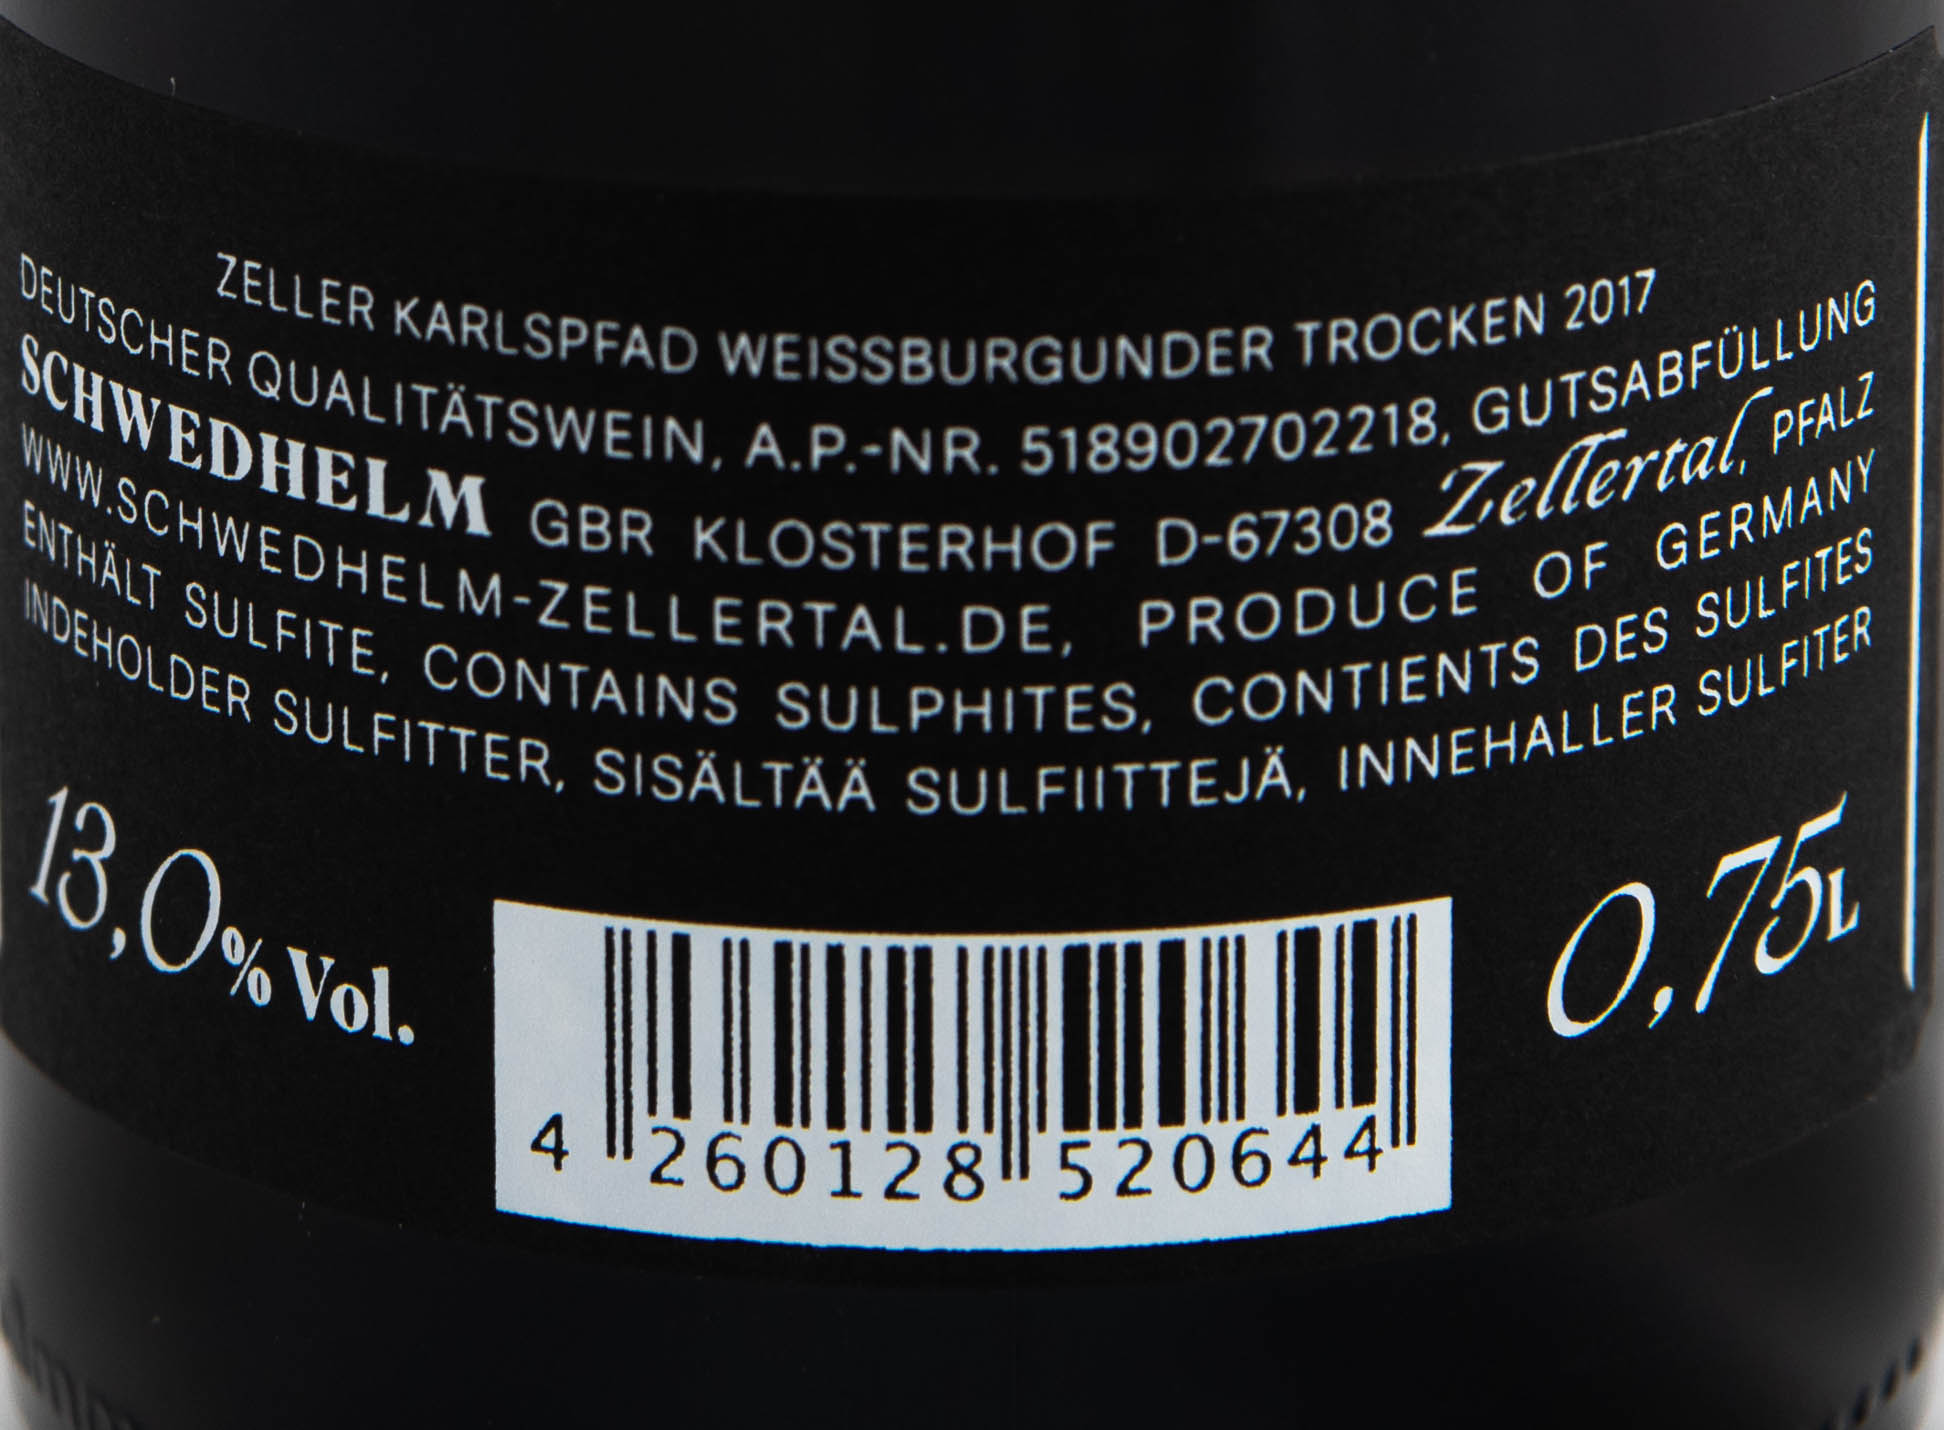 ZELLER KARLSPFAD WEISSBURGUNDER TROCKEN 2017
DEUTSCHER QUALITÄTSWEIN, A.P.-NR. 518902702218, GUTSABFÜLLUNG
SCHWEDHELM GBR KLOSTERHOF D-67308 Zellertal, PFALZ
WWW.SCHWEDHELM-ZELLERTAL.DE, PRODUCE OF GERMANY
ENTHÄLT SULFITE, CONTAINS SULPHITES, CONTIENTS DES SULFITES
INDEHOLDER SULFITTER, SISÄLTÄÄ SULFIITTEJÄ, INNEHALLER SULFITER
13,0% Vol.
0,75L
4 260128 520644